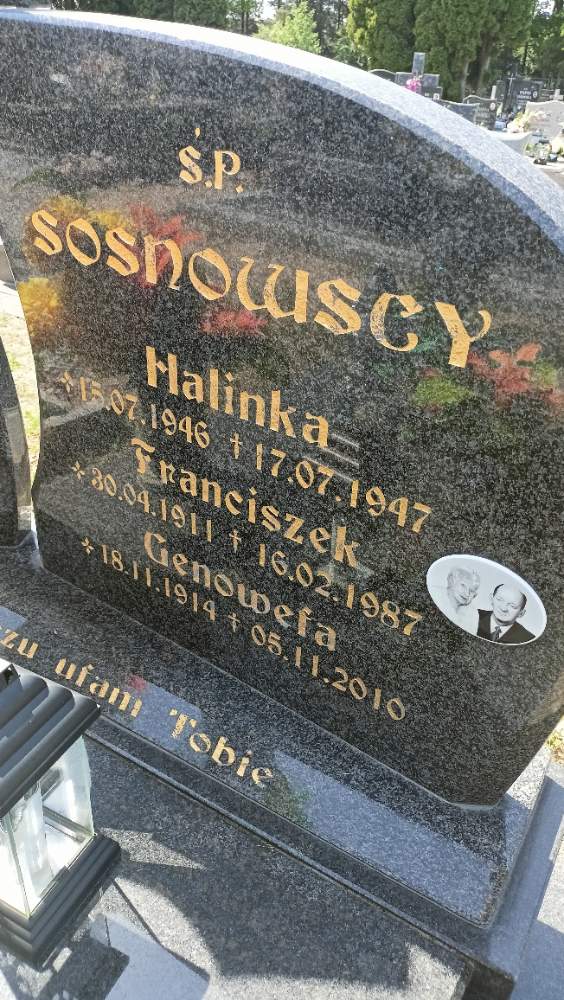 Ś.P.
SOSNOWSCY
Halinka
* 15.07.1946 † 17.07.1947
Franciszek
* 30.04.1911 † 16.02.1987
Genowefa
* 18.11.1914 † 05.11.2010
zu ufam Tobie